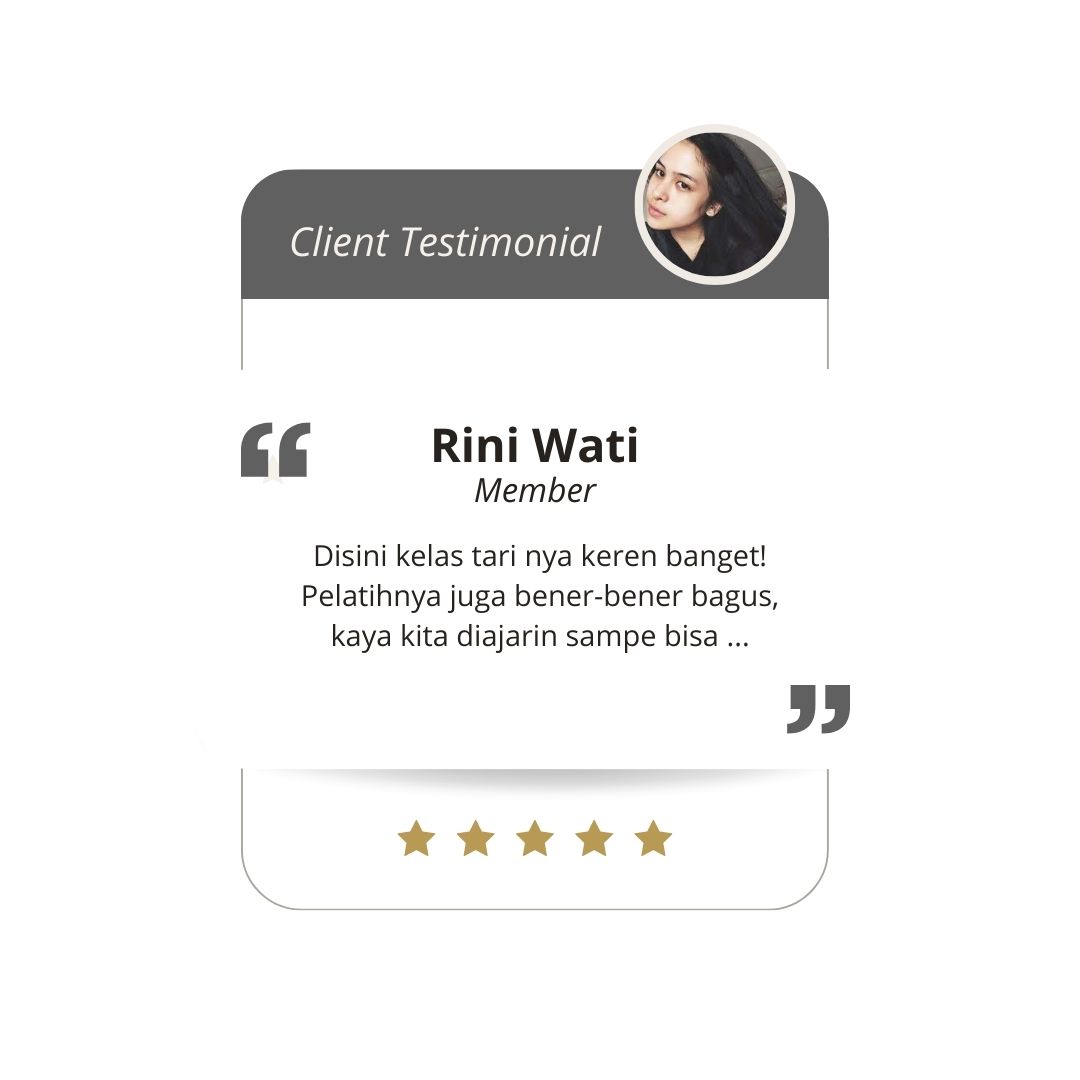 Client Testimonial
Rini Wati
Member
Disini kelas tari nya keren banget!
Pelatihnya juga bener-bener bagus,
kaya kita diajarin sampe bisa ...